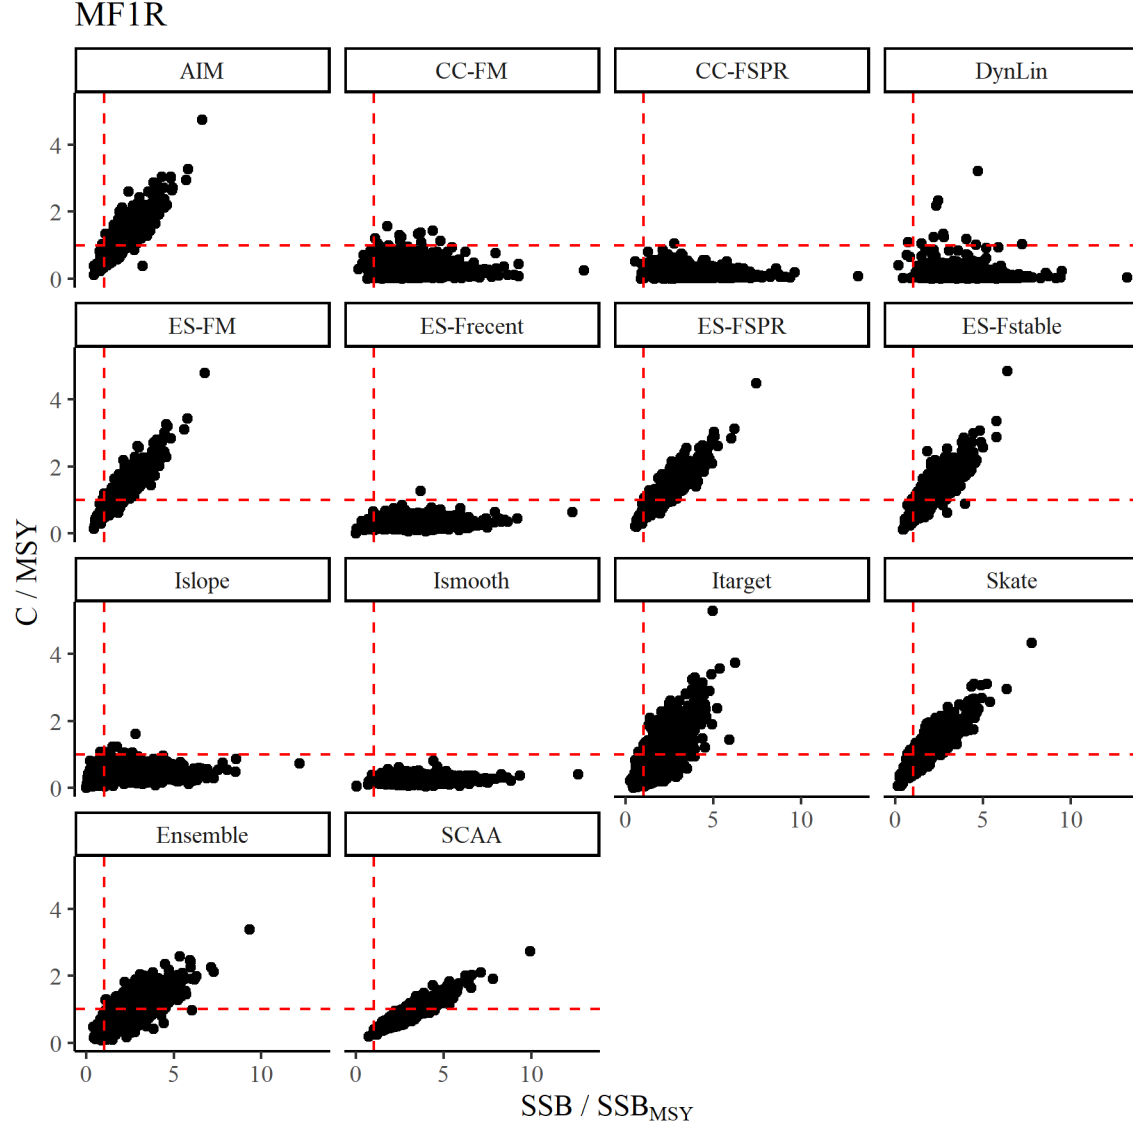 MF1R
AIM CC-FM CC-FSPR DynLin
4
2
0
ES-FM ES-Frecent ES-FSPR ES-Fstable
4
2
0
Islope Ismooth Itarget Skate
4
2
0
0 5 10 0 5 10
Ensemble SCAA
4
2
0
0 5 10 0 5 10
C / MSY
SSB / SSBMSY